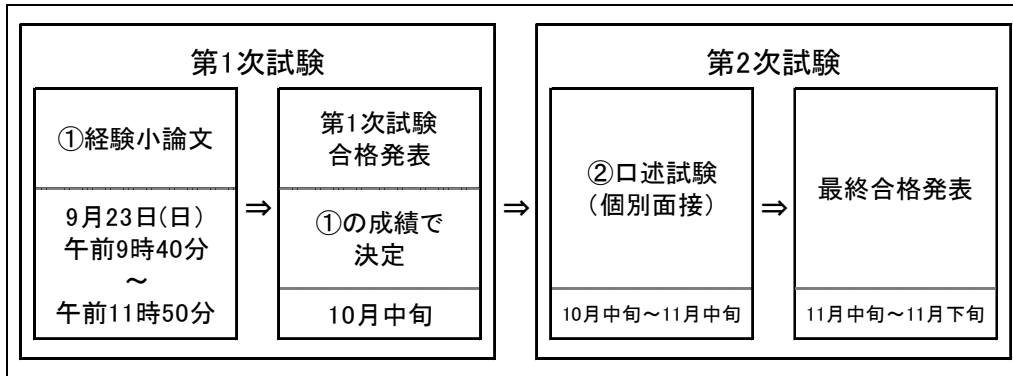 第1次試験
①経験小論文
9月23日(日)
午前9時40分
～
午前11時50分
⇒
第1次試験
合格発表
①の成績で
決定
10月中旬
⇒
第2次試験
②口述試験
（個別面接）
10月中旬～11月中旬
⇒
最終合格発表
11月中旬～11月下旬